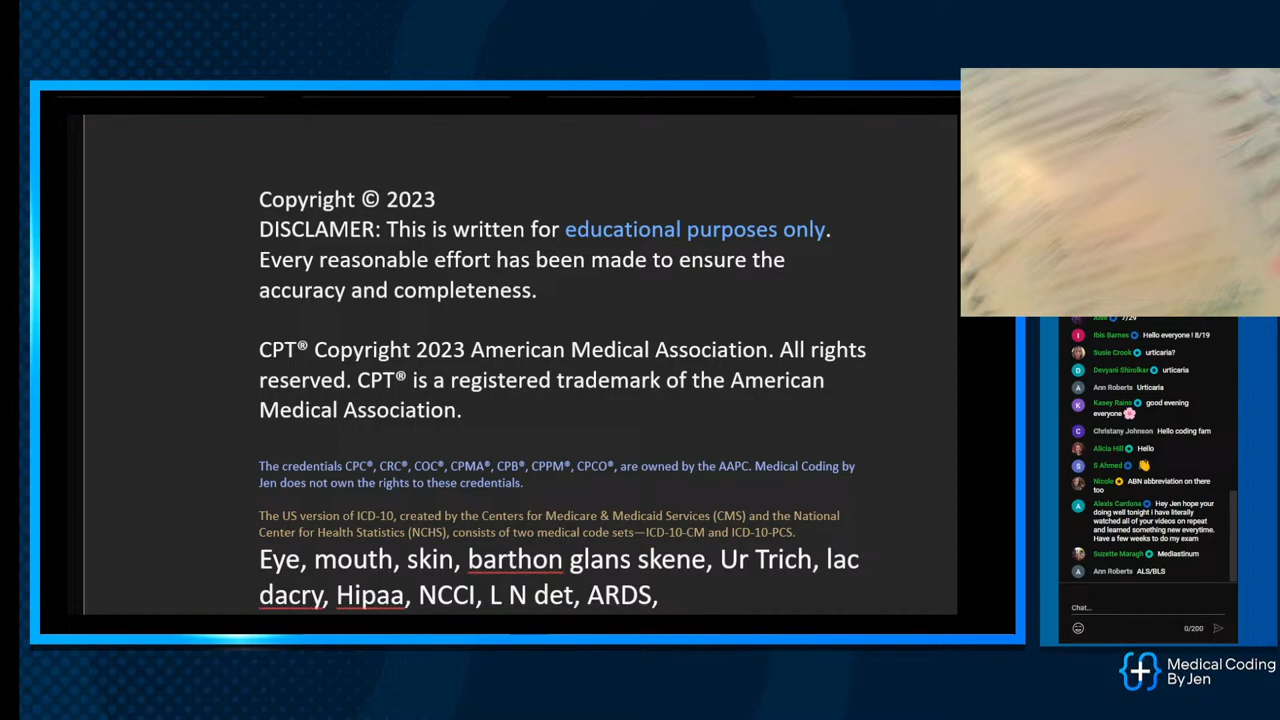 Copyright © 2023
DISCLAMER: This is written for educational purposes only.
Every reasonable effort has been made to ensure the
accuracy and completeness.
CPT® Copyright 2023 American Medical Association. All rights
reserved. CPT® is a registered trademark of the American
Medical Association.
The credentials CPC®, CRC®, COC®, CPMA®, CPB®, CPPM®, CPCO®, are owned by the AAPC. Medical Coding by
Jen does not own the rights to these credentials.
The US version of ICD-10, created by the Centers for Medicare & Medicaid Services (CMS) and the National
Center for Health Statistics (NCHS), consists of two medical code sets—ICD-10-CM and ICD-10-PCS.
Eye, mouth, skin, barthon glans skene, Ur Trich, lac
dacry, Hipaa, NCCI, L N det, ARDS,
7/29
I Ibis Barnes Hello everyone ! 8/19
Susie Crook urticaria?
D Devyani Shirolkar urticaria
A Ann Roberts Urticaria
K Kasey Rains good evening
everyone
C Christany Johnson Hello coding fam
Alicia Hill Hello
S S Ahmed
Nicole ABN abbreviation on there
too
A Alexis Cardona Hey Jen hope your
doing well tonight I have literally
watched all of your videos on repeat
and learned something new everytime.
Have a few weeks to do my exam
Suzette Maragh Mediastinum
A Ann Roberts ALS/BLS
Chat...
0/200
Medical Coding
By Jen